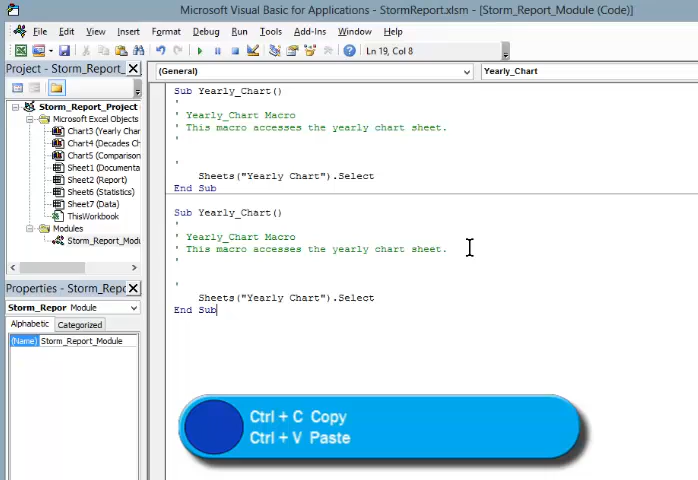 Microsoft Visual Basic for Applications - StormReport.xlsm - [Storm_Report_Module (Code)]
File Edit View Insert Format Debug Run Tools Add-Ins Window Help
Ln 19, Col 8
Project - Storm_Report_
Storm_Report_Project
Microsoft Excel Objects
Chart3 (Yearly Char
Chart4 (Decades Ch
Chart5 (Comparison
Sheet1 (Documenta
Sheet2 (Report)
Sheet6 (Statistics)
Sheet7 (Data)
ThisWorkbook
Modules
Storm_Report_Modu
Properties - Storm_Repo
Storm_Repor Module
Alphabetic Categorized
(Name) Storm_Report_Module
(General) Yearly_Chart
Sub Yearly_Chart()
'
' Yearly_Chart Macro
' This macro accesses the yearly chart sheet.
'
'
Sheets("Yearly Chart").Select
End Sub
Sub Yearly_Chart()
'
' Yearly_Chart Macro
' This macro accesses the yearly chart sheet.
'
'
Sheets("Yearly Chart").Select
End Sub
Ctrl + C Copy
Ctrl + V Paste